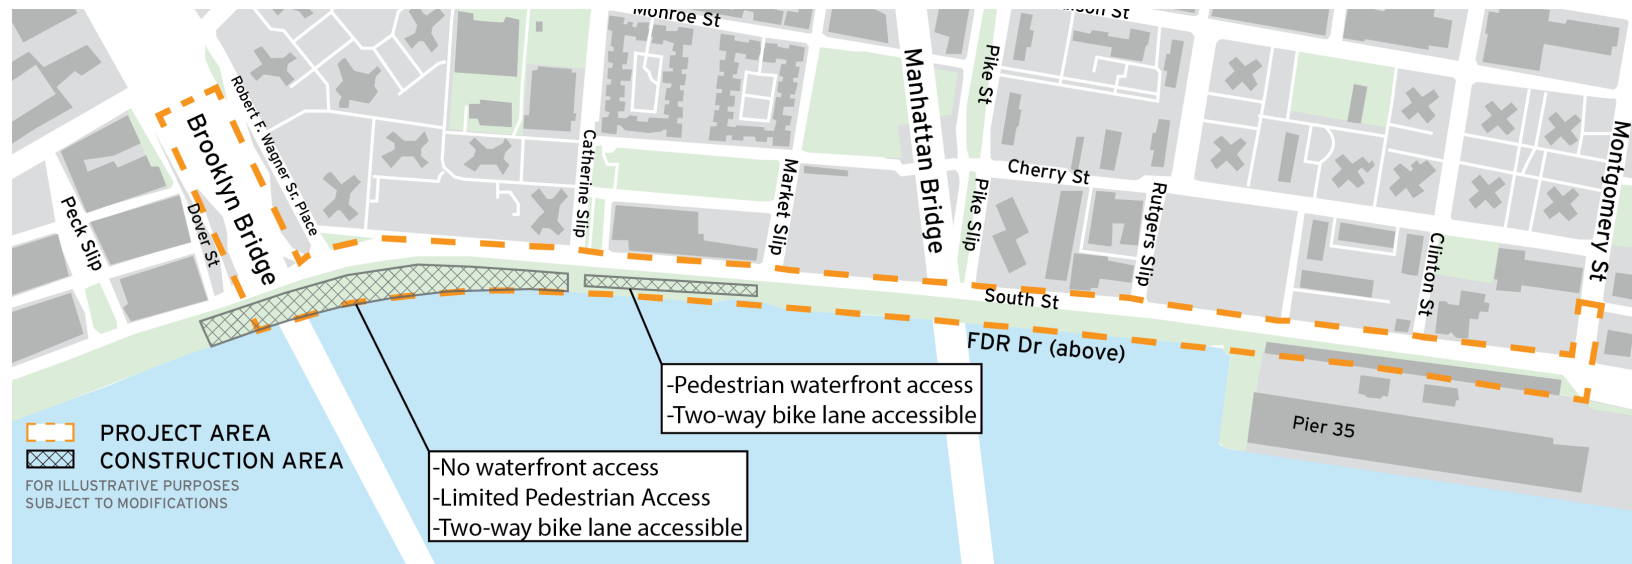 Monroe St
Pike St
Manhattan Bridge
Robert F. Wagner Sr. Place
Brooklyn Bridge
Dover St
Peck Slip
Catherine Slip
Market Slip
Cherry St
Pike Slip
Rutgers Slip
Clinton St
Montgomery St
South St
FDR Dr (above)
Pier 35
-Pedestrian waterfront access
-Two-way bike lane accessible
-No waterfront access
-Limited Pedestrian Access
-Two-way bike lane accessible
PROJECT AREA
CONSTRUCTION AREA
FOR ILLUSTRATIVE PURPOSES
SUBJECT TO MODIFICATIONS